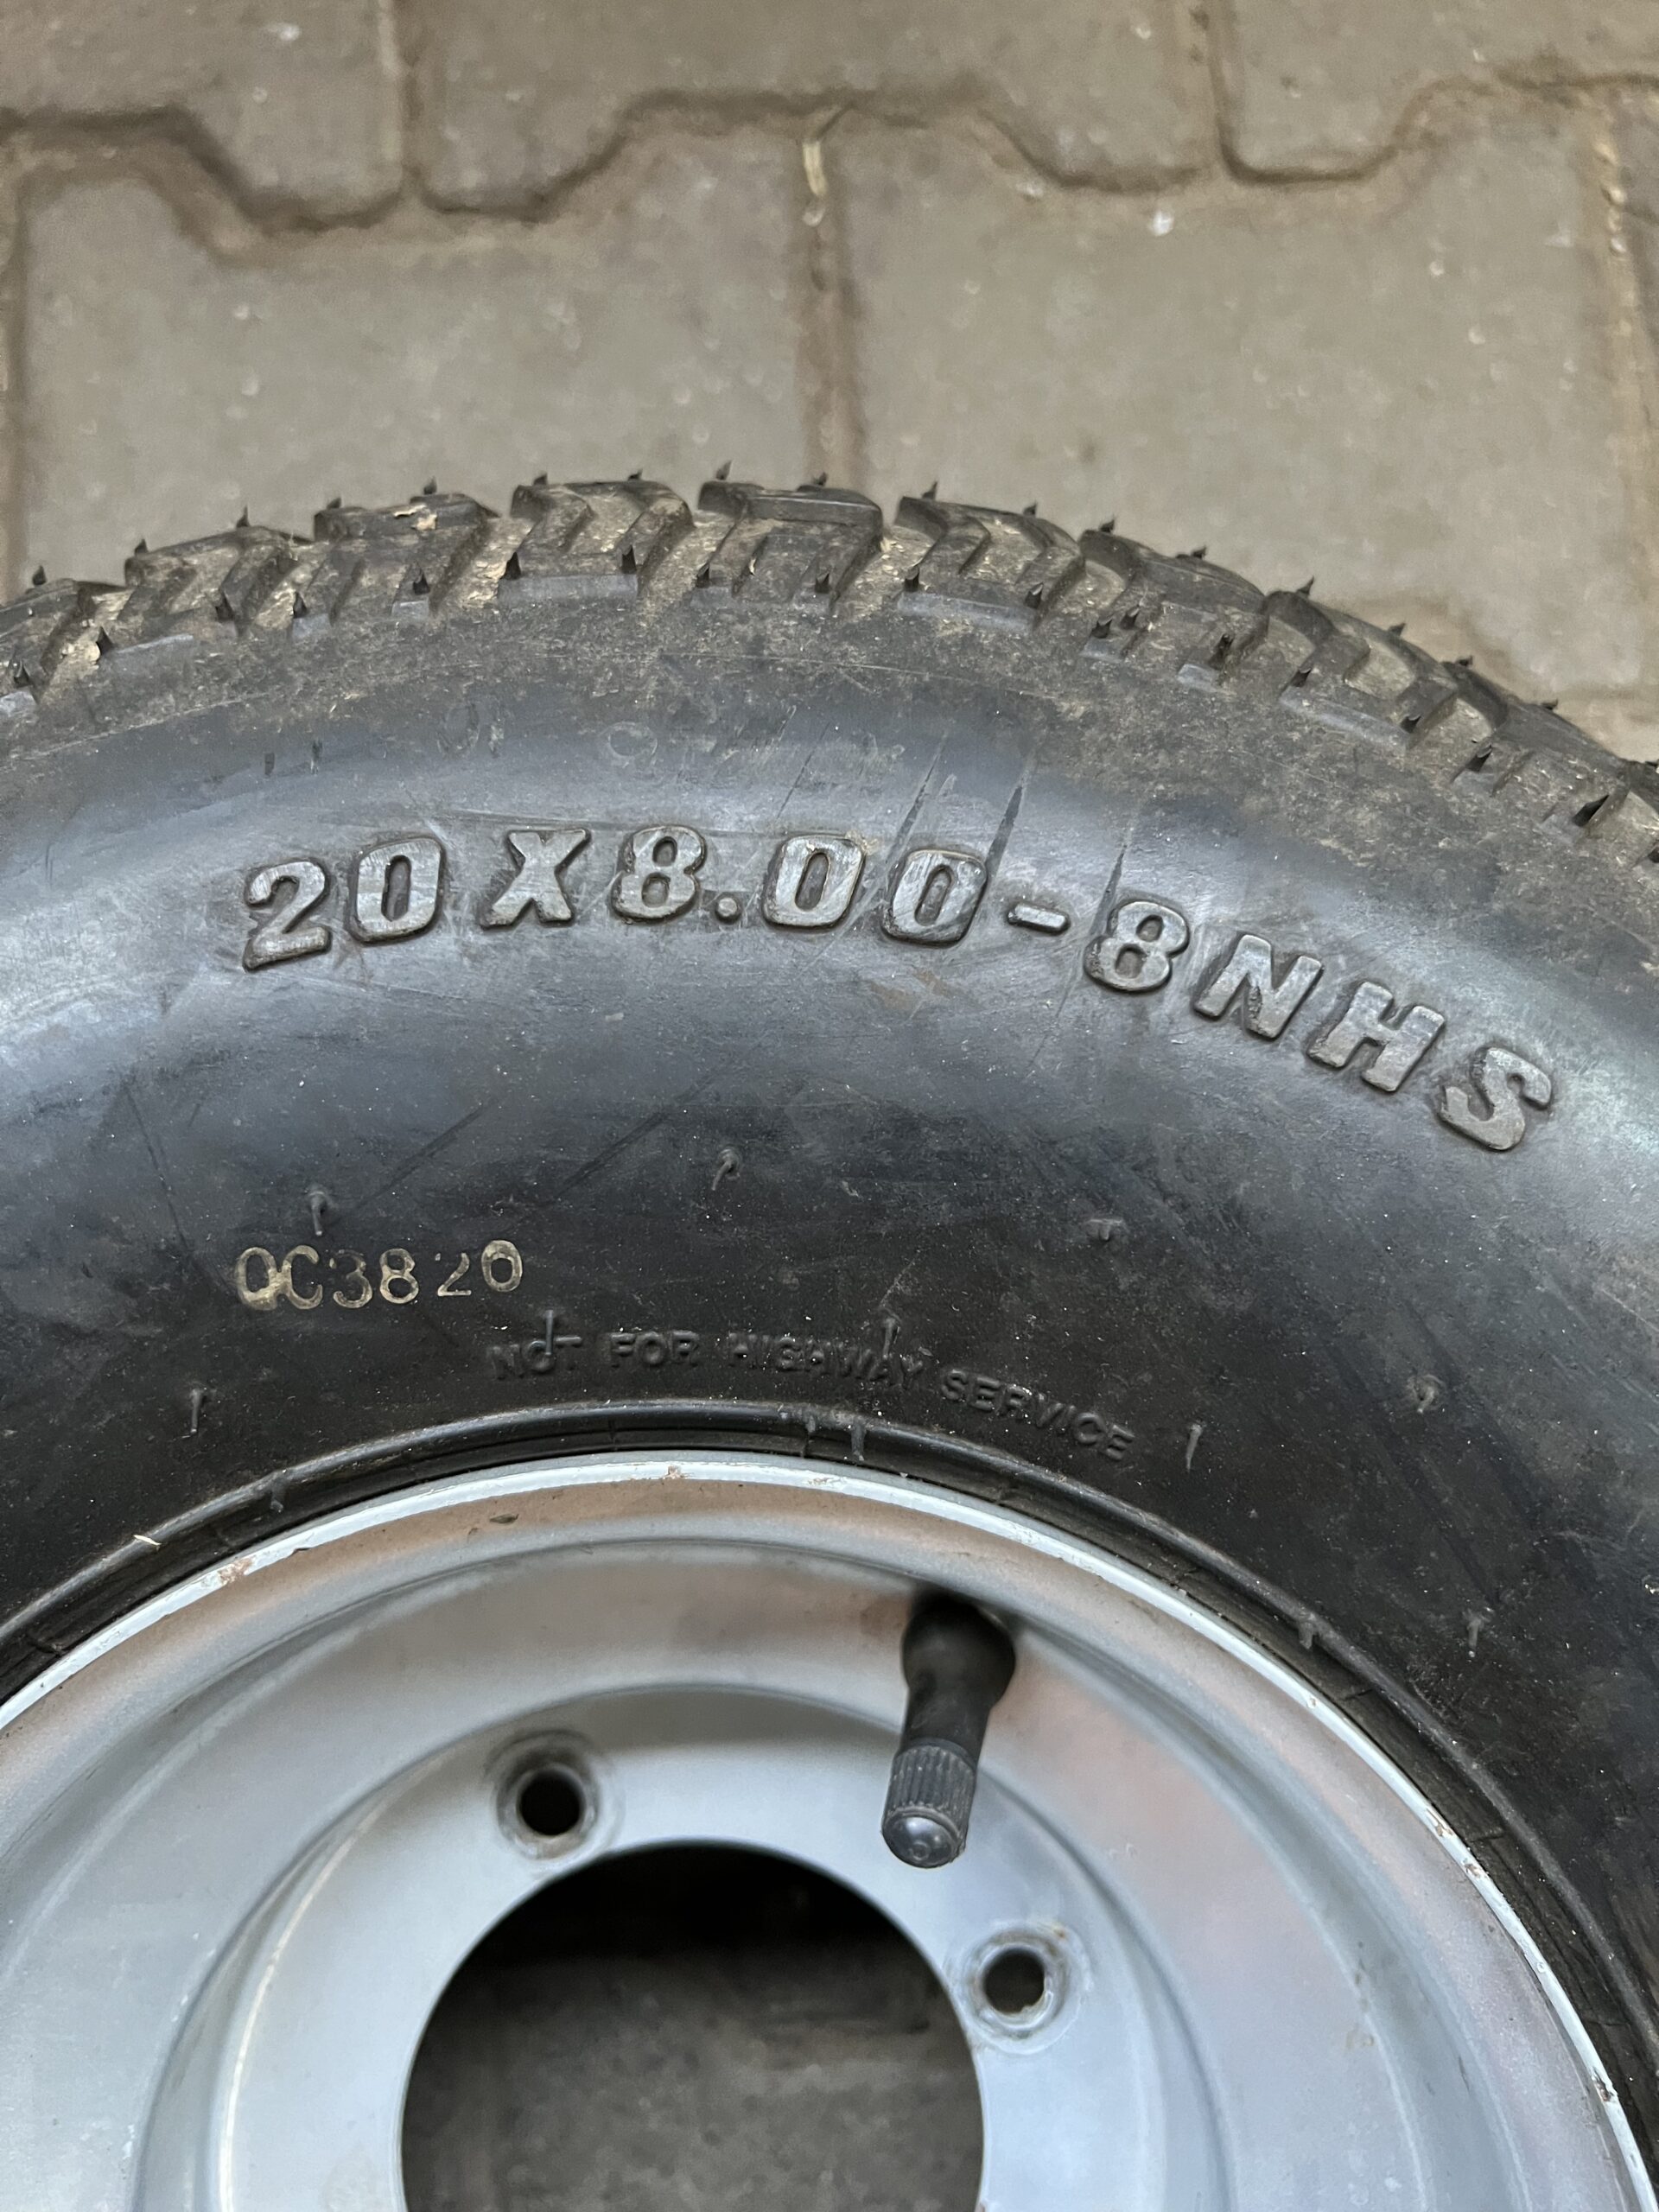 20X8.00-8NHS
QC3820
NOT FOR HIGHWAY SERVICE